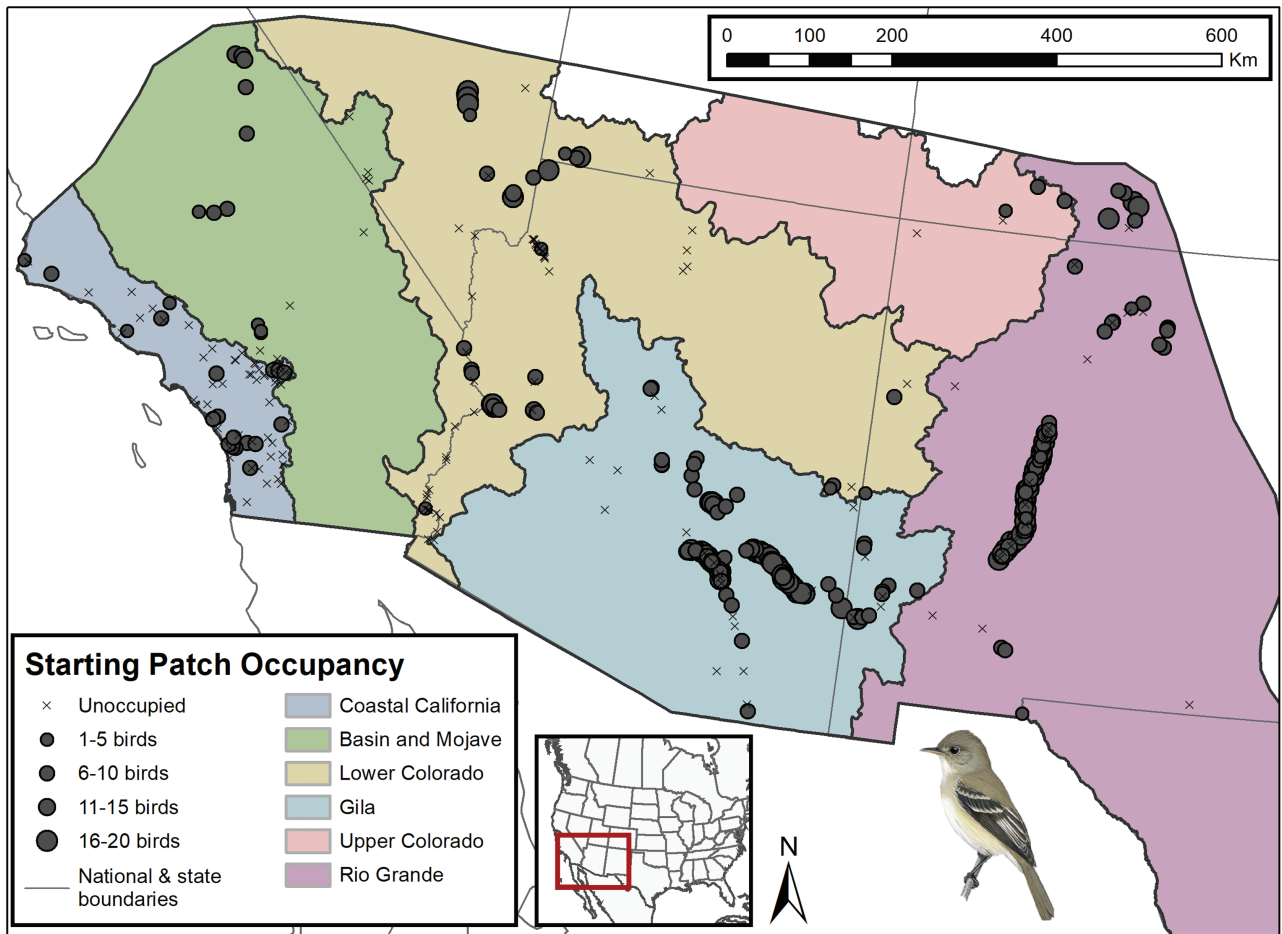 0 100 200 400 600
Km
Starting Patch Occupancy
Unoccupied
1-5 birds
6-10 birds
11-15 birds
16-20 birds
National & state
boundaries
Coastal California
Basin and Mojave
Lower Colorado
Gila
Upper Colorado
Rio Grande
N